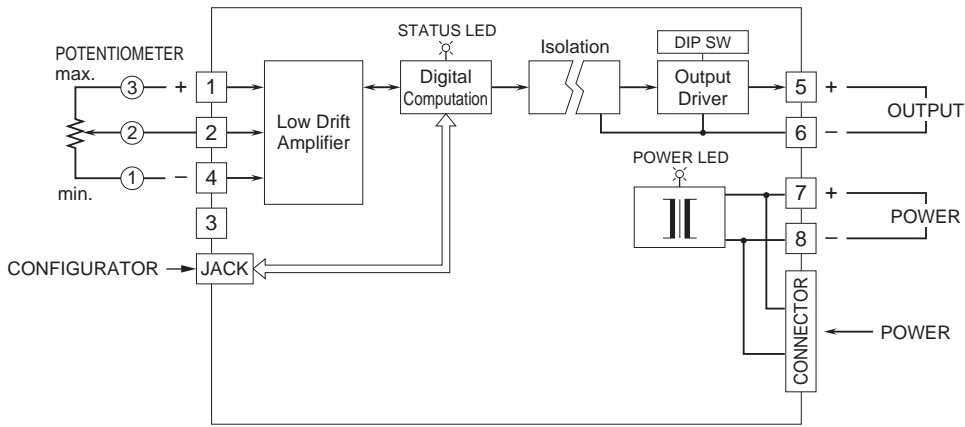 STATUS LED
Isolation
DIP SW
POTENTIOMETER
max.
3 + 1
2 2
1 − 4
min.
3
Low Drift
Amplifier
Digital
Computation
Output
Driver
5 +
6 −
OUTPUT
POWER LED
7 +
8 −
POWER
CONFIGURATOR
JACK
CONNECTOR
POWER